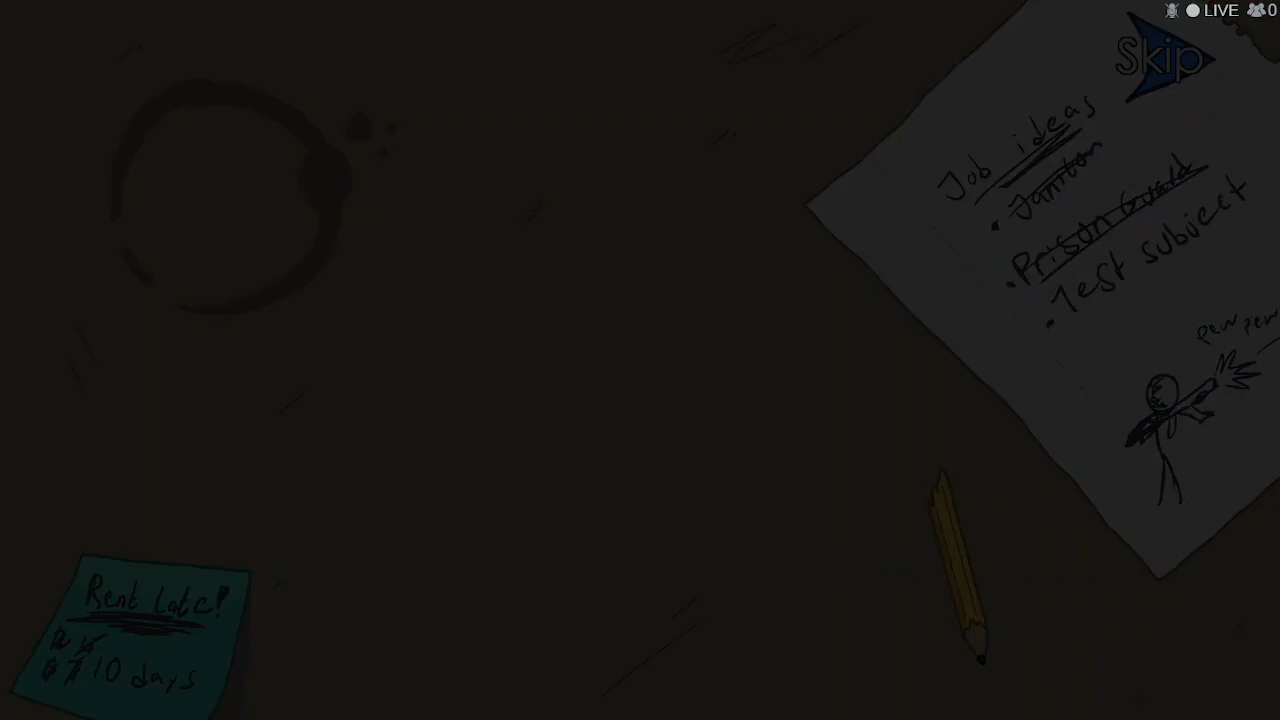 LIVE 0
Skip
Job ideas
• Janitor
• Prison Guard
• Test subject
pew pew
Rent Late!
10 days